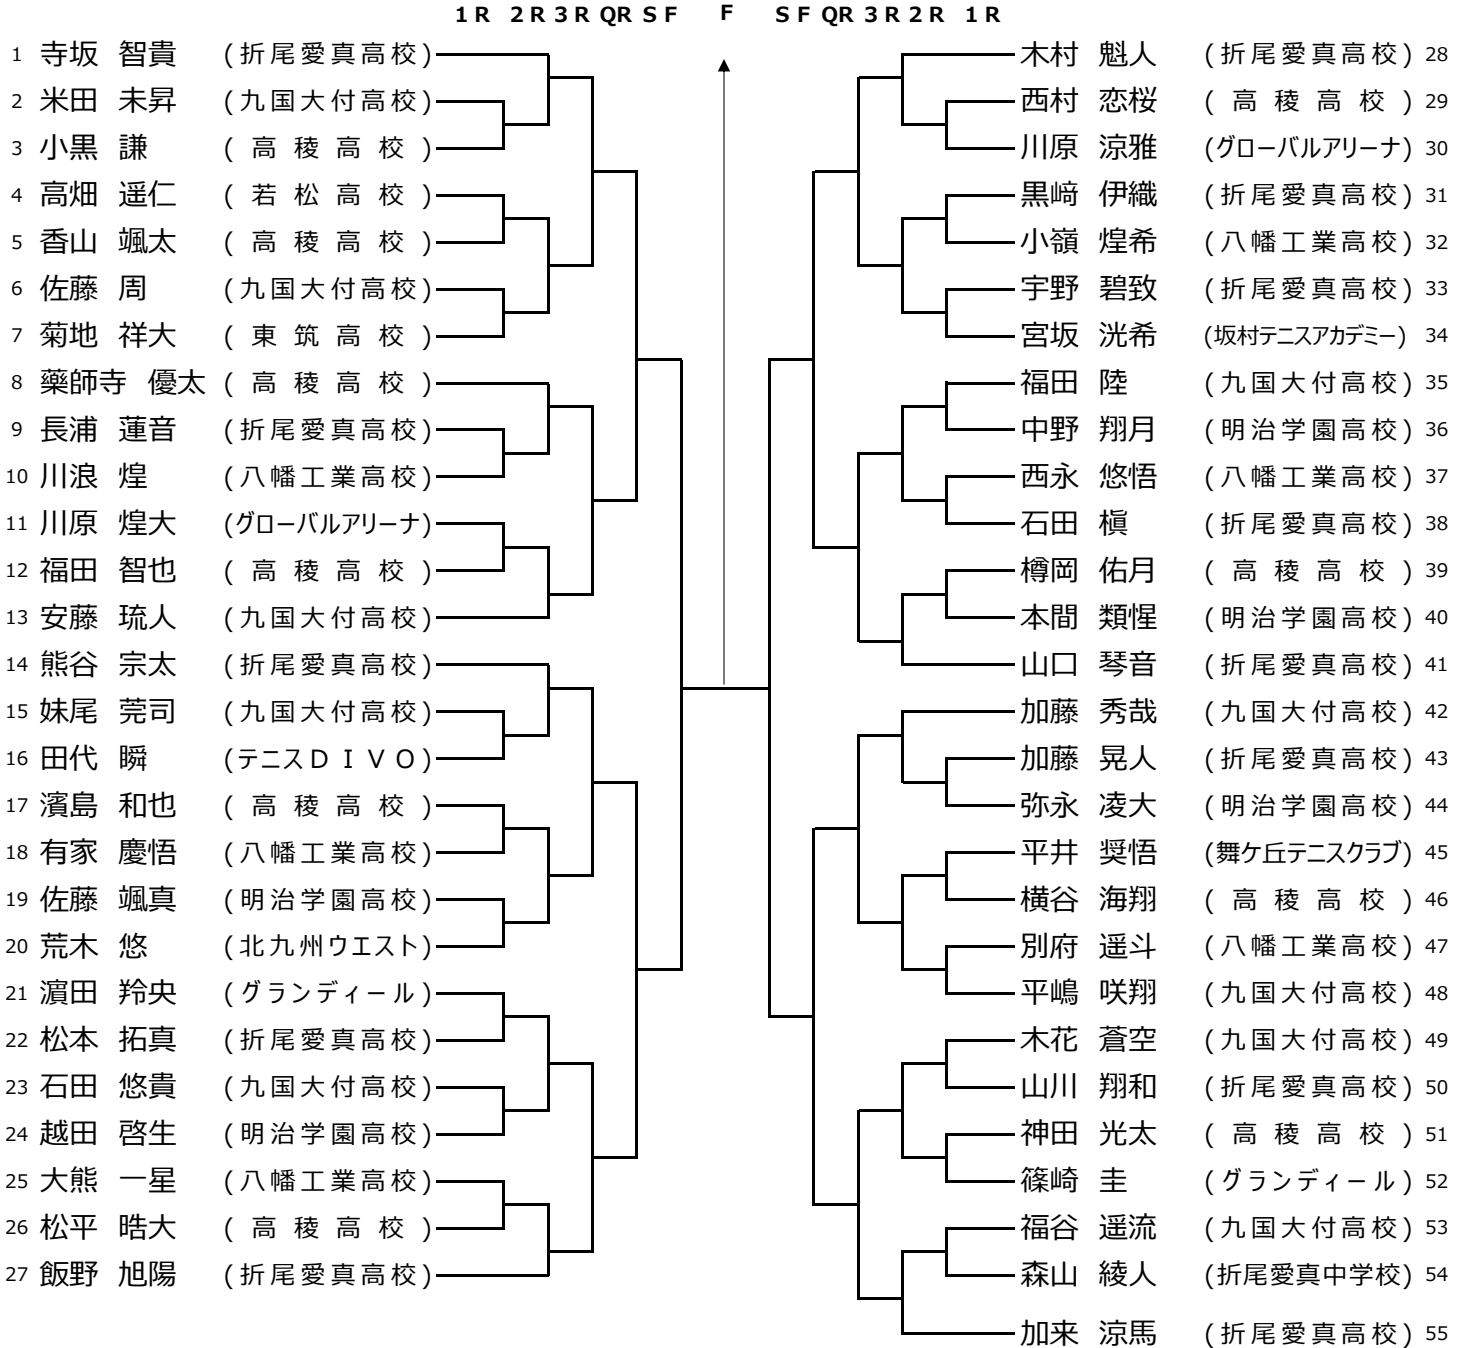 1R 2R 3R QR SF F SF QR 3R 2R 1R
1 寺坂 智貴 (折尾愛真高校)
2 米田 未昇 (九国大付高校)
3 小黒 謙 (高稜高校)
4 高畑 遥仁 (若松高校)
5 香山 颯太 (高稜高校)
6 佐藤 周 (九国大付高校)
7 菊地 祥大 (東筑高校)
8 藥師寺 優太 (高稜高校)
9 長浦 蓮音 (折尾愛真高校)
10 川浪 煌 (八幡工業高校)
11 川原 煌大 (グローバルアリーナ)
12 福田 智也 (高稜高校)
13 安藤 琉人 (九国大付高校)
14 熊谷 宗太 (折尾愛真高校)
15 妹尾 莞司 (九国大付高校)
16 田代 瞬 (テニスＤＩＶＯ)
17 濱島 和也 (高稜高校)
18 有家 慶悟 (八幡工業高校)
19 佐藤 颯真 (明治学園高校)
20 荒木 悠 (北九州ウエスト)
21 濵田 羚央 (グランディール)
22 松本 拓真 (折尾愛真高校)
23 石田 悠貴 (九国大付高校)
24 越田 啓生 (明治学園高校)
25 大熊 一星 (八幡工業高校)
26 松平 晧大 (高稜高校)
27 飯野 旭陽 (折尾愛真高校)
木村 魁人 (折尾愛真高校) 28
西村 恋桜 (高稜高校) 29
川原 涼雅 (グローバルアリーナ) 30
黒﨑 伊織 (折尾愛真高校) 31
小嶺 煌希 (八幡工業高校) 32
宇野 碧致 (折尾愛真高校) 33
宮坂 洸希 (坂村テニスアカデミー) 34
福田 陸 (九国大付高校) 35
中野 翔月 (明治学園高校) 36
西永 悠悟 (八幡工業高校) 37
石田 槇 (折尾愛真高校) 38
樽岡 佑月 (高稜高校) 39
本間 類惺 (明治学園高校) 40
山口 琴音 (折尾愛真高校) 41
加藤 秀哉 (九国大付高校) 42
加藤 晃人 (折尾愛真高校) 43
弥永 凌大 (明治学園高校) 44
平井 奨悟 (舞ケ丘テニスクラブ) 45
横谷 海翔 (高稜高校) 46
別府 遥斗 (八幡工業高校) 47
平嶋 咲翔 (九国大付高校) 48
木花 蒼空 (九国大付高校) 49
山川 翔和 (折尾愛真高校) 50
神田 光太 (高稜高校) 51
篠崎 圭 (グランディール) 52
福谷 遥流 (九国大付高校) 53
森山 綾人 (折尾愛真中学校) 54
加来 涼馬 (折尾愛真高校) 55